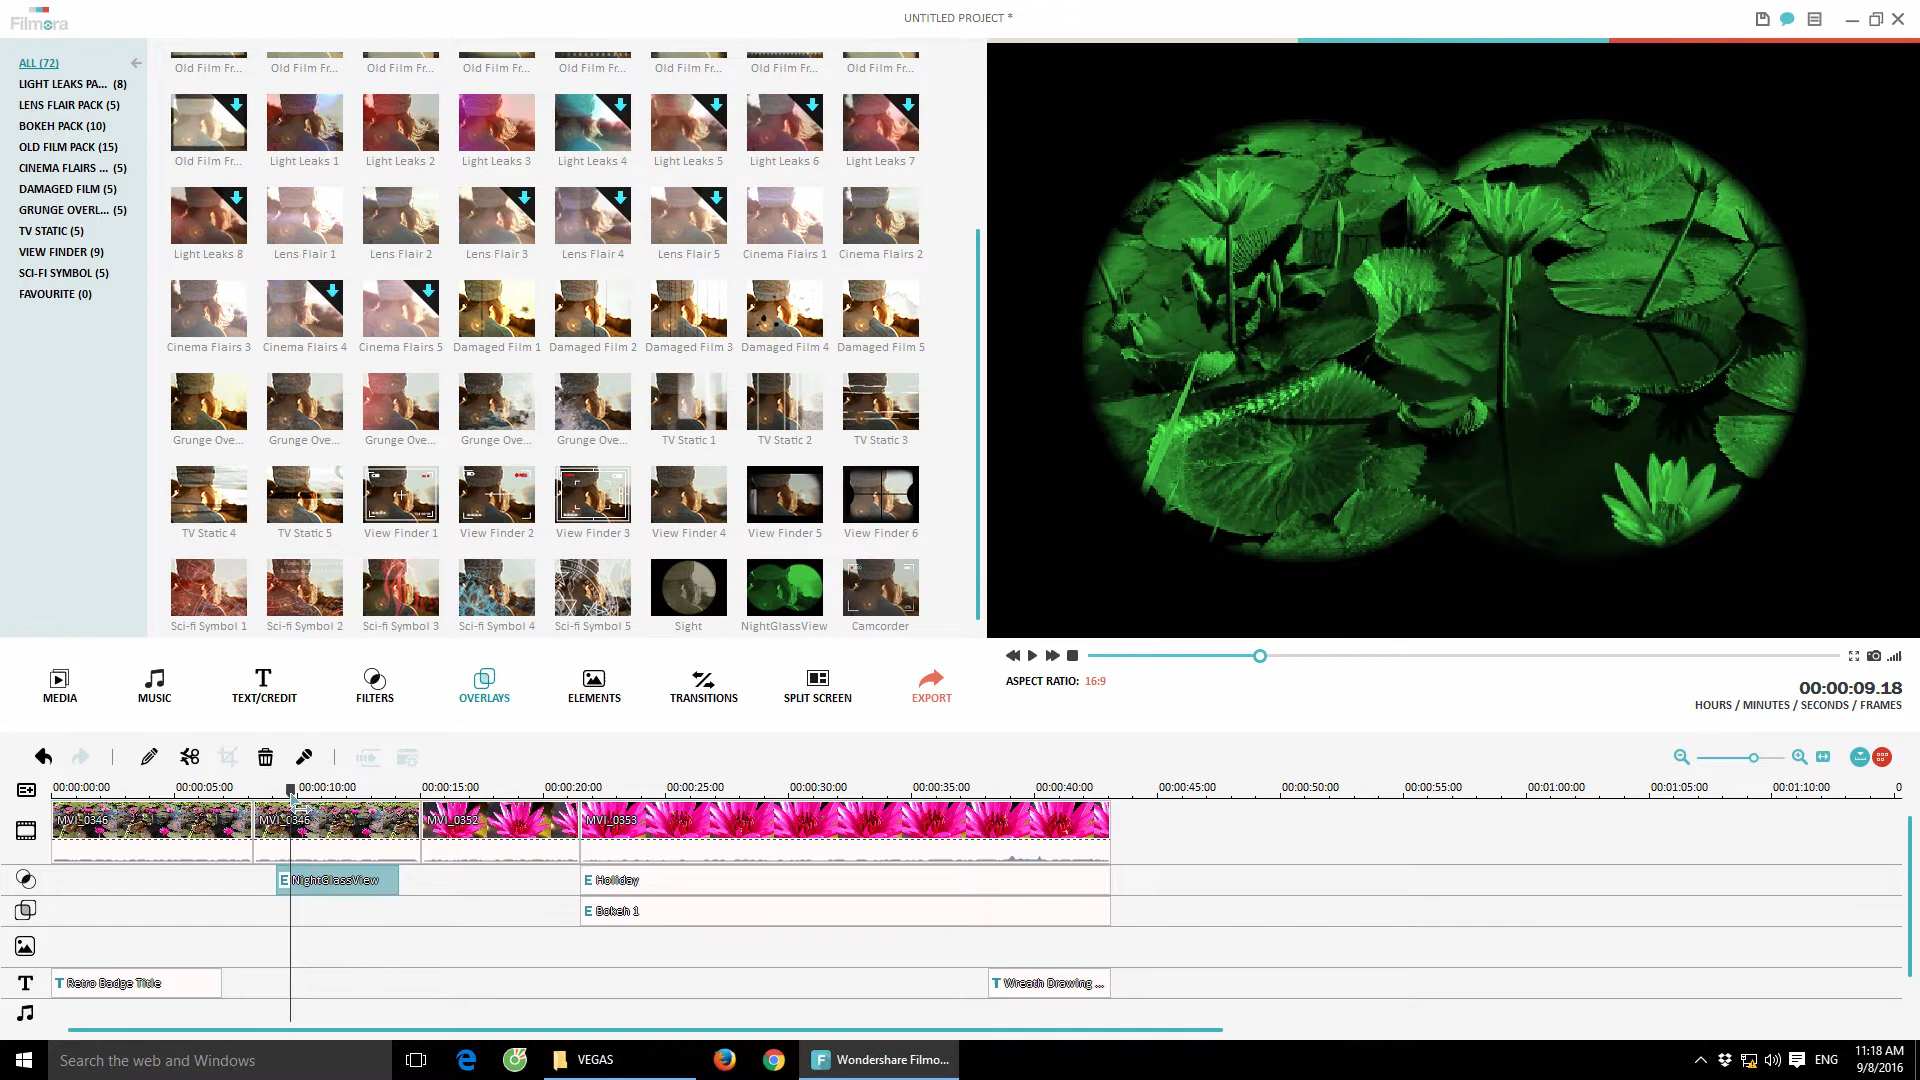 Filmora
UNTITLED PROJECT *
ALL (72)
LIGHT LEAKS PA... (8)
LENS FLAIR PACK (5)
BOKEH PACK (10)
OLD FILM PACK (15)
CINEMA FLAIRS ... (5)
DAMAGED FILM (5)
GRUNGE OVERL... (5)
TV STATIC (5)
VIEW FINDER (9)
SCI-FI SYMBOL (5)
FAVOURITE (0)
Old Film Fr... Old Film Fr... Old Film Fr... Old Film Fr... Old Film Fr... Old Film Fr... Old Film Fr... Old Film Fr...
Old Film Fr... Light Leaks 1 Light Leaks 2 Light Leaks 3 Light Leaks 4 Light Leaks 5 Light Leaks 6 Light Leaks 7
Light Leaks 8 Lens Flair 1 Lens Flair 2 Lens Flair 3 Lens Flair 4 Lens Flair 5 Cinema Flairs 1 Cinema Flairs 2
Cinema Flairs 3 Cinema Flairs 4 Cinema Flairs 5 Damaged Film 1 Damaged Film 2 Damaged Film 3 Damaged Film 4 Damaged Film 5
Grunge Ove... Grunge Ove... Grunge Ove... Grunge Ove... Grunge Ove... TV Static 1 TV Static 2 TV Static 3
TV Static 4 TV Static 5 View Finder 1 View Finder 2 View Finder 3 View Finder 4 View Finder 5 View Finder 6
Sci-fi Symbol 1 Sci-fi Symbol 2 Sci-fi Symbol 3 Sci-fi Symbol 4 Sci-fi Symbol 5 Sight NightGlassView Camcorder
MEDIA MUSIC TEXT/CREDIT FILTERS OVERLAYS ELEMENTS TRANSITIONS SPLIT SCREEN EXPORT
ASPECT RATIO: 16:9
00:00:09.18
HOURS / MINUTES / SECONDS / FRAMES
00:00:00:00 00:00:05:00 00:00:10:00 00:00:15:00 00:00:20:00 00:00:25:00 00:00:30:00 00:00:35:00 00:00:40:00 00:00:45:00 00:00:50:00 00:00:55:00 00:01:00:00 00:01:05:00 00:01:10:00 0
MVI_0346 MVI_0346 MVI_0352 MVI_0353
E NightGlassView E Holiday
E Bokeh 1
T Retro Badge Title T Wreath Drawing ...
Search the web and Windows
VEGAS
Wondershare Filmo...
ENG
11:18 AM
9/8/2016